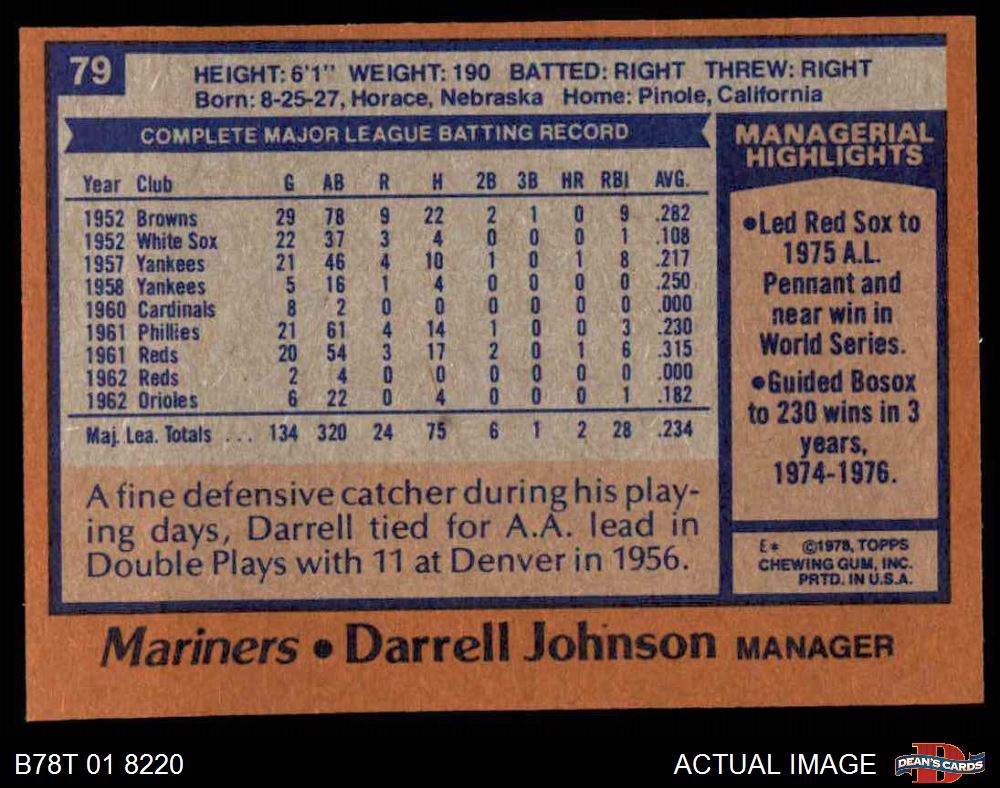 79
HEIGHT: 6'1" WEIGHT: 190 BATTED: RIGHT THREW: RIGHT
Born: 8-25-27, Horace, Nebraska Home: Pinole, California
COMPLETE MAJOR LEAGUE BATTING RECORD
Year Club G AB R H 2B 3B HR RBI AVG.
1952 Browns 29 78 9 22 2 1 0 9 .282
1952 White Sox 22 37 3 4 0 0 0 1 .108
1957 Yankees 21 46 4 10 1 0 1 8 .217
1958 Yankees 5 16 1 4 0 0 0 0 .250
1960 Cardinals 8 2 0 0 0 0 0 0 .000
1961 Phillies 21 61 4 14 1 0 0 3 .230
1961 Reds 20 54 3 17 2 0 1 6 .315
1962 Reds 2 4 0 0 0 0 0 0 .000
1962 Orioles 6 22 0 4 0 0 0 1 .182
Maj. Lea. Totals ... 134 320 24 75 6 1 2 28 .234
A fine defensive catcher during his play-
ing days, Darrell tied for A.A. lead in
Double Plays with 11 at Denver in 1956.
MANAGERIAL
HIGHLIGHTS
•Led Red Sox to
1975 A.L.
Pennant and
near win in
World Series.
•Guided Bosox
to 230 wins in 3
years,
1974-1976.
E* ©1978, TOPPS
CHEWING GUM, INC.
PRTD. IN U.S.A.
Mariners • Darrell Johnson MANAGER
B78T 01 8220
ACTUAL IMAGE
DEAN'S CARDS